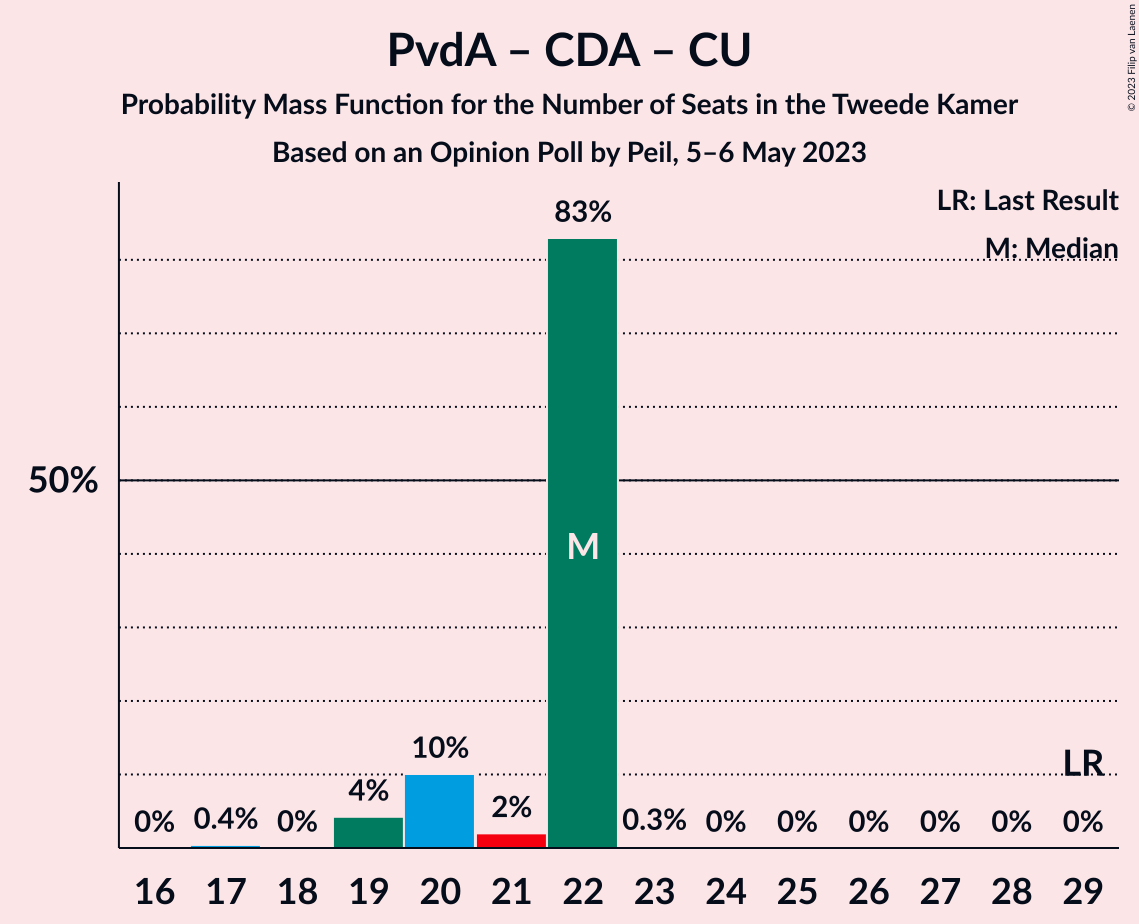 PvdA – CDA – CU
Probability Mass Function for the Number of Seats in the Tweede Kamer
Based on an Opinion Poll by Peil, 5–6 May 2023
© 2023 Filip van Laenen
LR: Last Result
M: Median
83%
50%
M
10%
LR
0% 0.4% 0% 4% 2% 0.3% 0% 0% 0% 0% 0% 0%
16 17 18 19 20 21 22 23 24 25 26 27 28 29